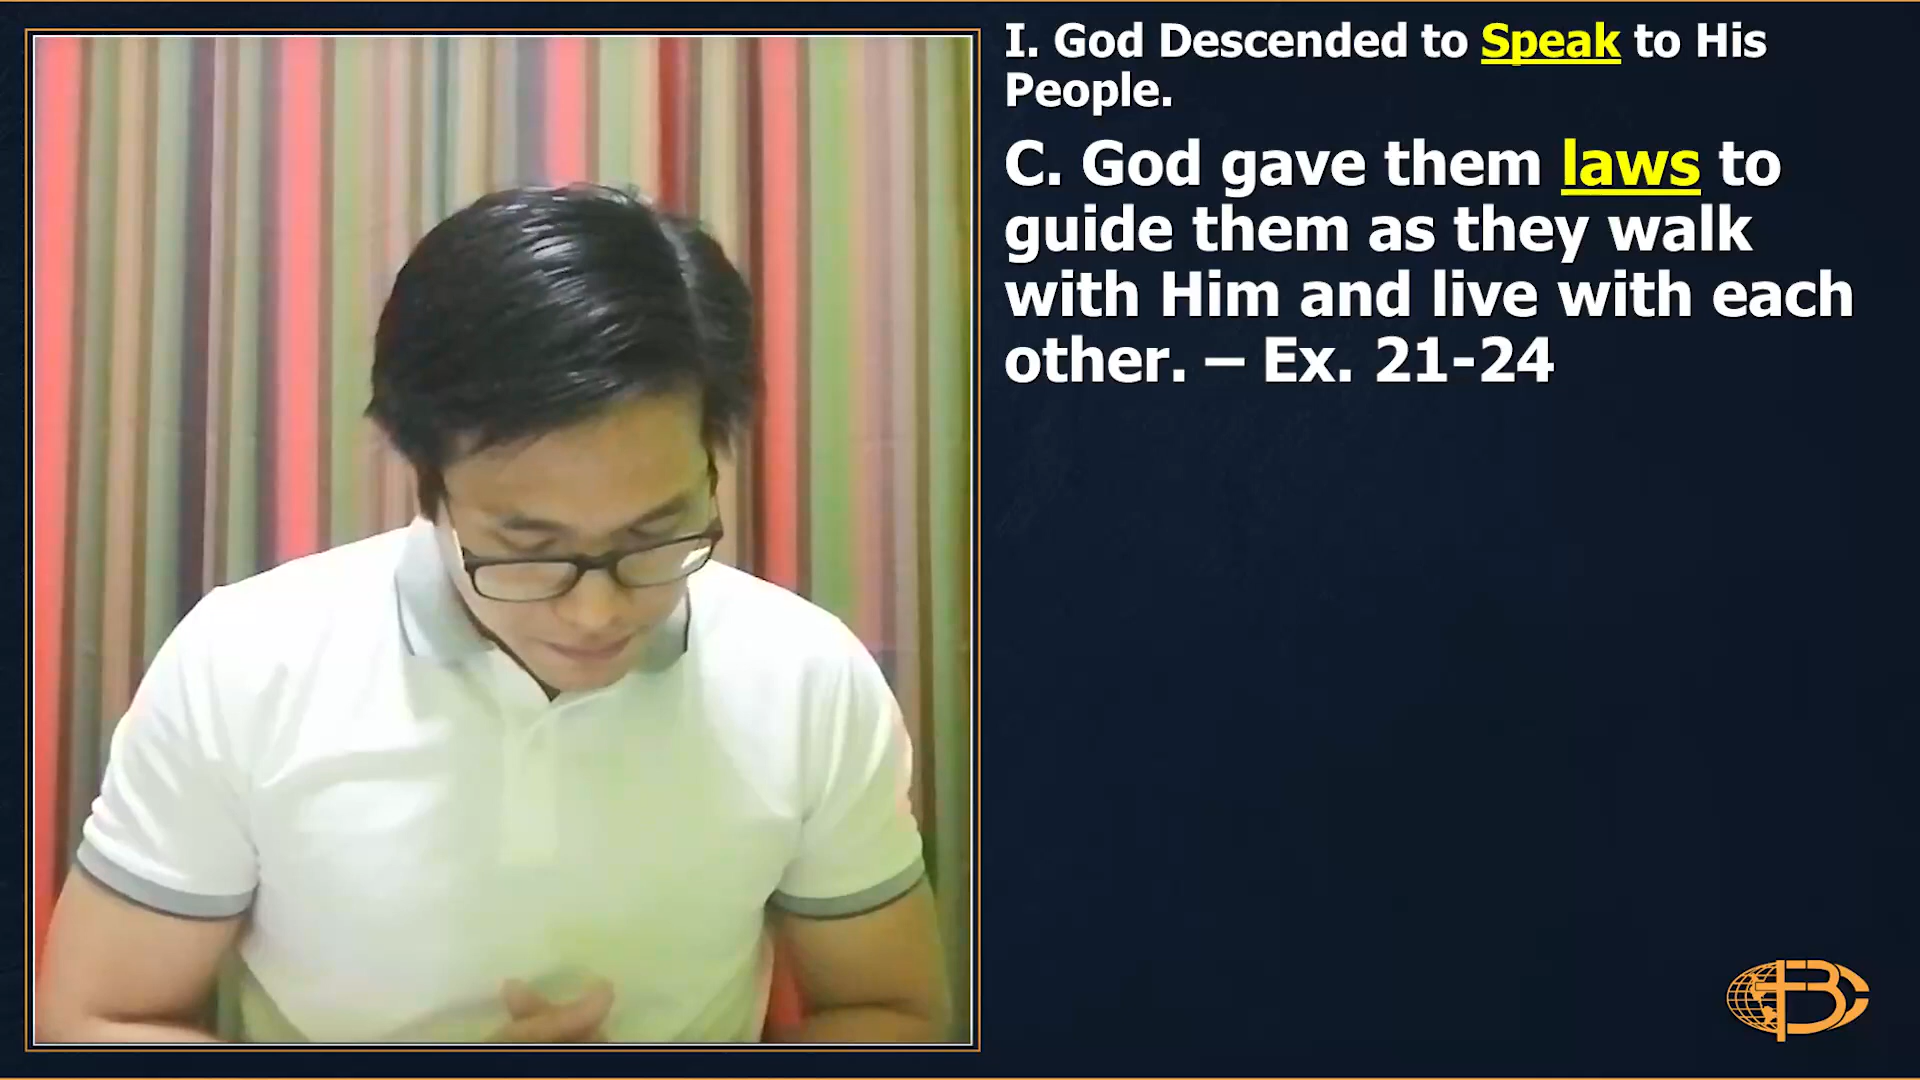 I. God Descended to Speak to His
People.
C. God gave them laws to
guide them as they walk
with Him and live with each
other. – Ex. 21-24